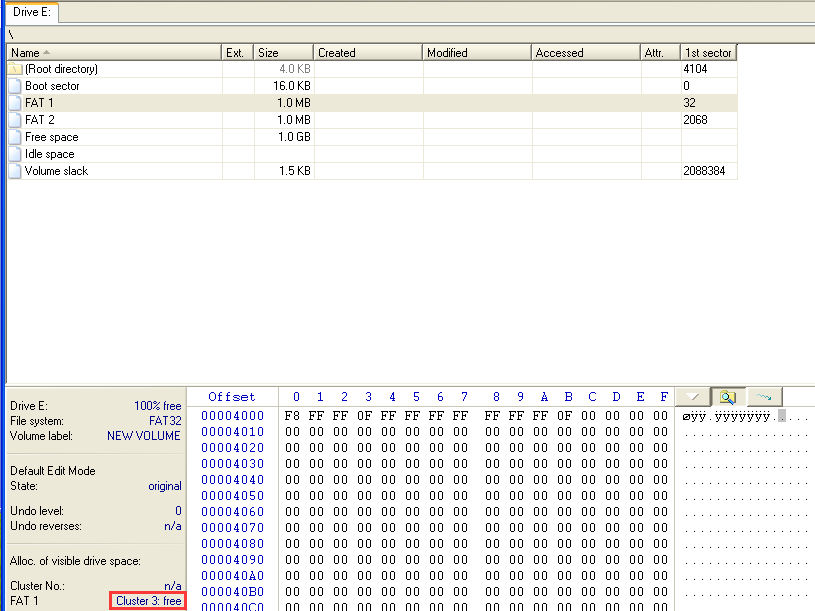 Drive E:
\
Name Ext. Size Created Modified Accessed Attr. 1st sector
(Root directory) 4.0 KB 4104
Boot sector 16.0 KB 0
FAT 1 1.0 MB 32
FAT 2 1.0 MB 2068
Free space 1.0 GB
Idle space
Volume slack 1.5 KB 2088384
Drive E: 100% free
File system: FAT32
Volume label: NEW VOLUME
Default Edit Mode
State: original
Undo level: 0
Undo reverses: n/a
Alloc. of visible drive space:
Cluster No.: n/a
FAT 1 Cluster 3: free
Offset 0 1 2 3 4 5 6 7 8 9 A B C D E F
00004000 F8 FF FF 0F FF FF FF FF FF FF FF 0F 00 00 00 00 øÿÿ.ÿÿÿÿÿÿÿ.....
00004010 00 00 00 00 00 00 00 00 00 00 00 00 00 00 00 00 ................
00004020 00 00 00 00 00 00 00 00 00 00 00 00 00 00 00 00 ................
00004030 00 00 00 00 00 00 00 00 00 00 00 00 00 00 00 00 ................
00004040 00 00 00 00 00 00 00 00 00 00 00 00 00 00 00 00 ................
00004050 00 00 00 00 00 00 00 00 00 00 00 00 00 00 00 00 ................
00004060 00 00 00 00 00 00 00 00 00 00 00 00 00 00 00 00 ................
00004070 00 00 00 00 00 00 00 00 00 00 00 00 00 00 00 00 ................
00004080 00 00 00 00 00 00 00 00 00 00 00 00 00 00 00 00 ................
00004090 00 00 00 00 00 00 00 00 00 00 00 00 00 00 00 00 ................
000040A0 00 00 00 00 00 00 00 00 00 00 00 00 00 00 00 00 ................
000040B0 00 00 00 00 00 00 00 00 00 00 00 00 00 00 00 00 ................
000040C0 00 00 00 00 00 00 00 00 00 00 00 00 00 00 00 00 ................